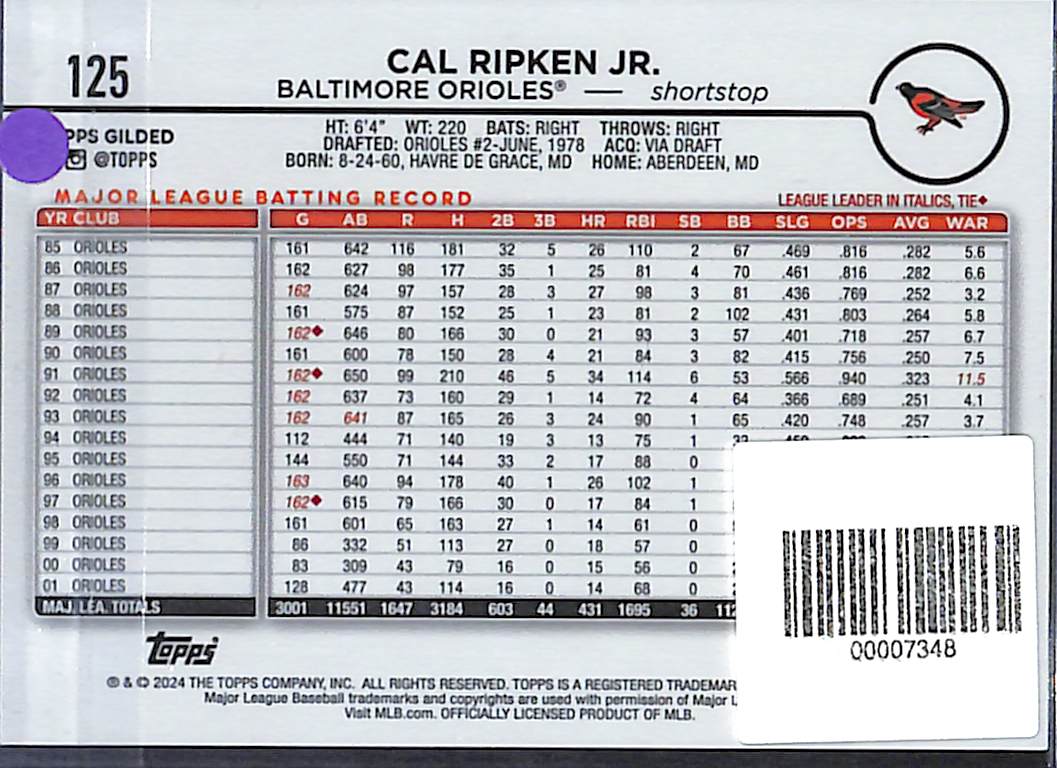 125
CAL RIPKEN JR.
BALTIMORE ORIOLES® — shortstop
PPS GILDED
@TOPPS
HT: 6'4" WT: 220 BATS: RIGHT THROWS: RIGHT
DRAFTED: ORIOLES #2-JUNE, 1978 ACQ: VIA DRAFT
BORN: 8-24-60, HAVRE DE GRACE, MD HOME: ABERDEEN, MD
MAJOR LEAGUE BATTING RECORD LEAGUE LEADER IN ITALICS, TIE◆
YR CLUB G AB R H 2B 3B HR RBI SB BB SLG OPS AVG WAR
85 ORIOLES 161 642 116 181 32 5 26 110 2 67 .469 .816 .282 5.6
86 ORIOLES 162 627 98 177 35 1 25 81 4 70 .461 .816 .282 6.6
87 ORIOLES 162 624 97 157 28 3 27 98 3 81 .436 .769 .252 3.2
88 ORIOLES 161 575 87 152 25 1 23 81 2 102 .431 .803 .264 5.8
89 ORIOLES 162◆ 646 80 166 30 0 21 93 3 57 .401 .718 .257 6.7
90 ORIOLES 161 600 78 150 28 4 21 84 3 82 .415 .756 .250 7.5
91 ORIOLES 162◆ 650 99 210 46 5 34 114 6 53 .566 .940 .323 11.5
92 ORIOLES 162 637 73 160 29 1 14 72 4 64 .366 .689 .251 4.1
93 ORIOLES 162 641 87 165 26 3 24 90 1 65 .420 .748 .257 3.7
94 ORIOLES 112 444 71 140 19 3 13 75 1
95 ORIOLES 144 550 71 144 33 2 17 88 0
96 ORIOLES 163 640 94 178 40 1 26 102 1
97 ORIOLES 162◆ 615 79 166 30 0 17 84 1
98 ORIOLES 161 601 65 163 27 1 14 61 0
99 ORIOLES 86 332 51 113 27 0 18 57 0
00 ORIOLES 83 309 43 79 16 0 15 56 0
01 ORIOLES 128 477 43 114 16 0 14 68 0
MAJ. LEA. TOTALS 3001 11551 1647 3184 603 44 431 1695 36 112
Topps
® & © 2024 THE TOPPS COMPANY, INC. ALL RIGHTS RESERVED. TOPPS IS A REGISTERED TRADEMAR
Major League Baseball trademarks and copyrights are used with permission of Major L
Visit MLB.com. OFFICIALLY LICENSED PRODUCT OF MLB.
00007348